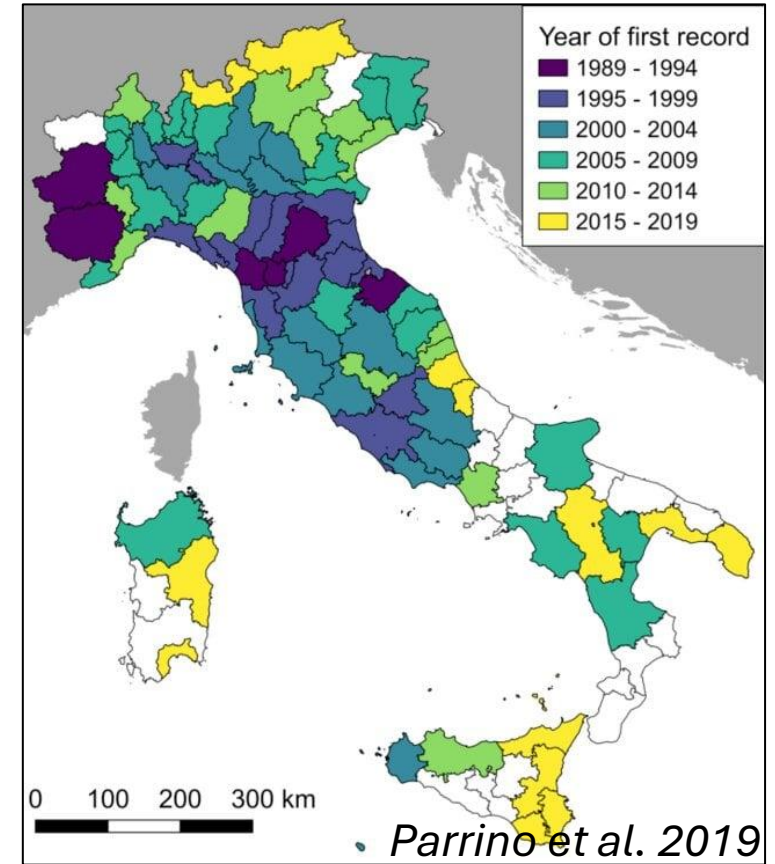 Year of first record
1989 - 1994
1995 - 1999
2000 - 2004
2005 - 2009
2010 - 2014
2015 - 2019
0 100 200 300 km
Parrino et al. 2019